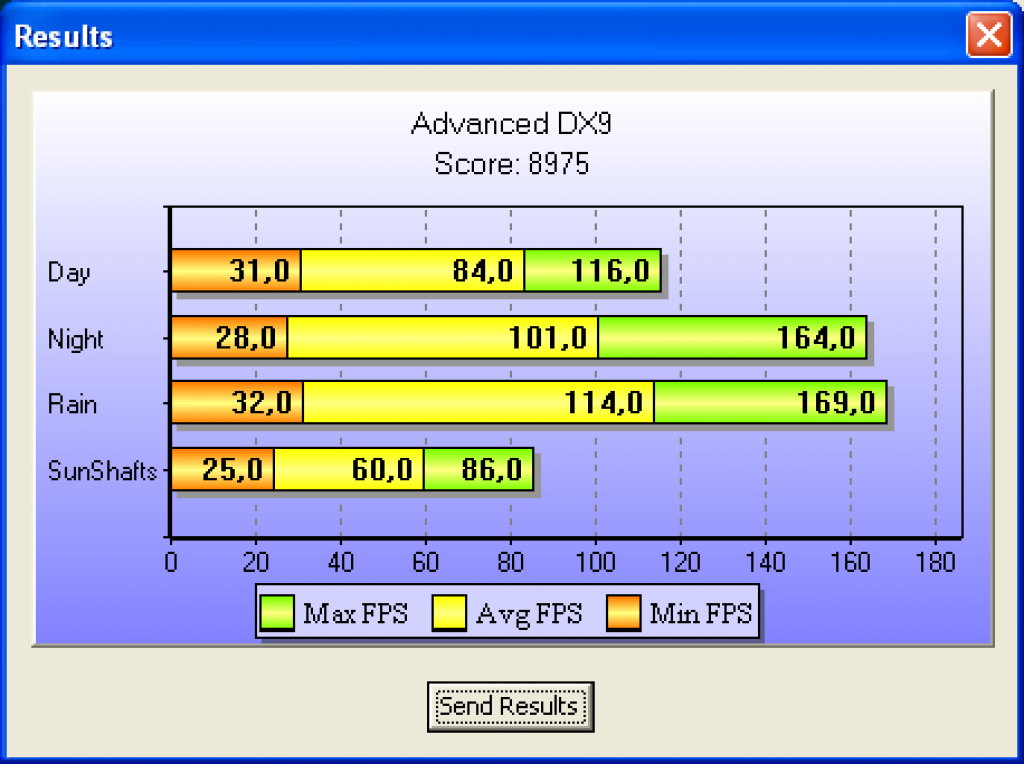 Results
Advanced DX9
Score: 8975
Day 31,0 84,0 116,0
Night 28,0 101,0 164,0
Rain 32,0 114,0 169,0
SunShafts 25,0 60,0 86,0
0 20 40 60 80 100 120 140 160 180
Max FPS Avg FPS Min FPS
Send Results